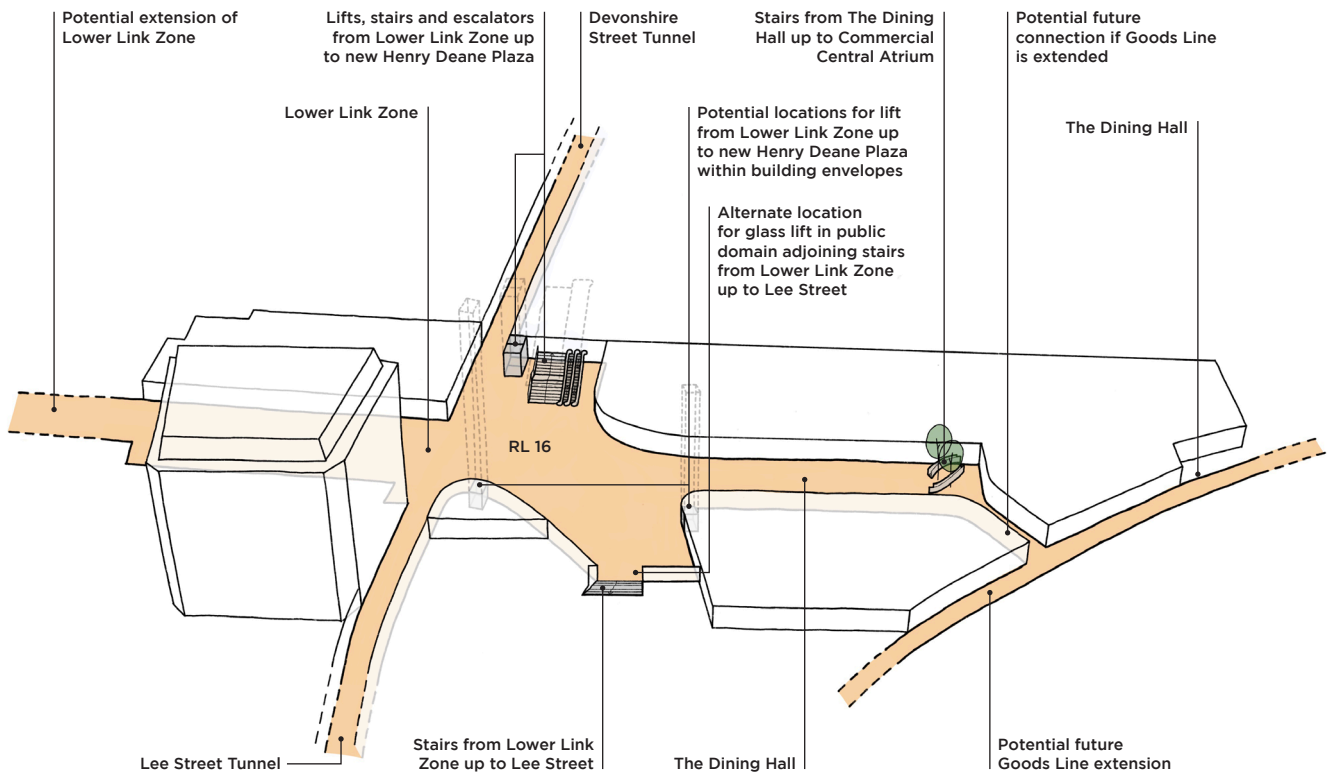 Potential extension of
Lower Link Zone
Lifts, stairs and escalators
from Lower Link Zone up
to new Henry Deane Plaza
Devonshire
Street Tunnel
Stairs from The Dining
Hall up to Commercial
Central Atrium
Potential future
connection if Goods Line
is extended
Lower Link Zone
Potential locations for lift
from Lower Link Zone up
to new Henry Deane Plaza
within building envelopes
The Dining Hall
Alternate location
for glass lift in public
domain adjoining stairs
from Lower Link Zone
up to Lee Street
RL 16
Lee Street Tunnel
Stairs from Lower Link
Zone up to Lee Street
The Dining Hall
Potential future
Goods Line extension